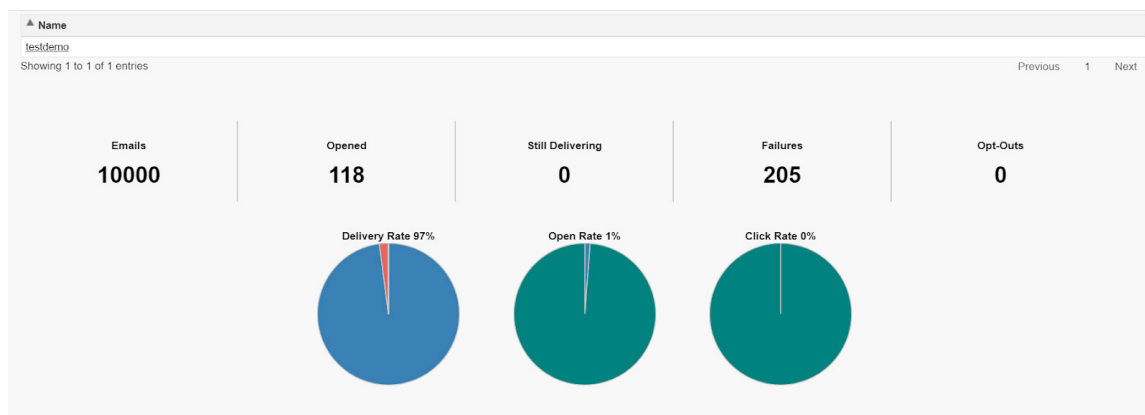 Name
testdemo
Showing 1 to 1 of 1 entries
Previous 1 Next
Emails Opened Still Delivering Failures Opt-Outs
10000 118 0 205 0
Delivery Rate 97% Open Rate 1% Click Rate 0%